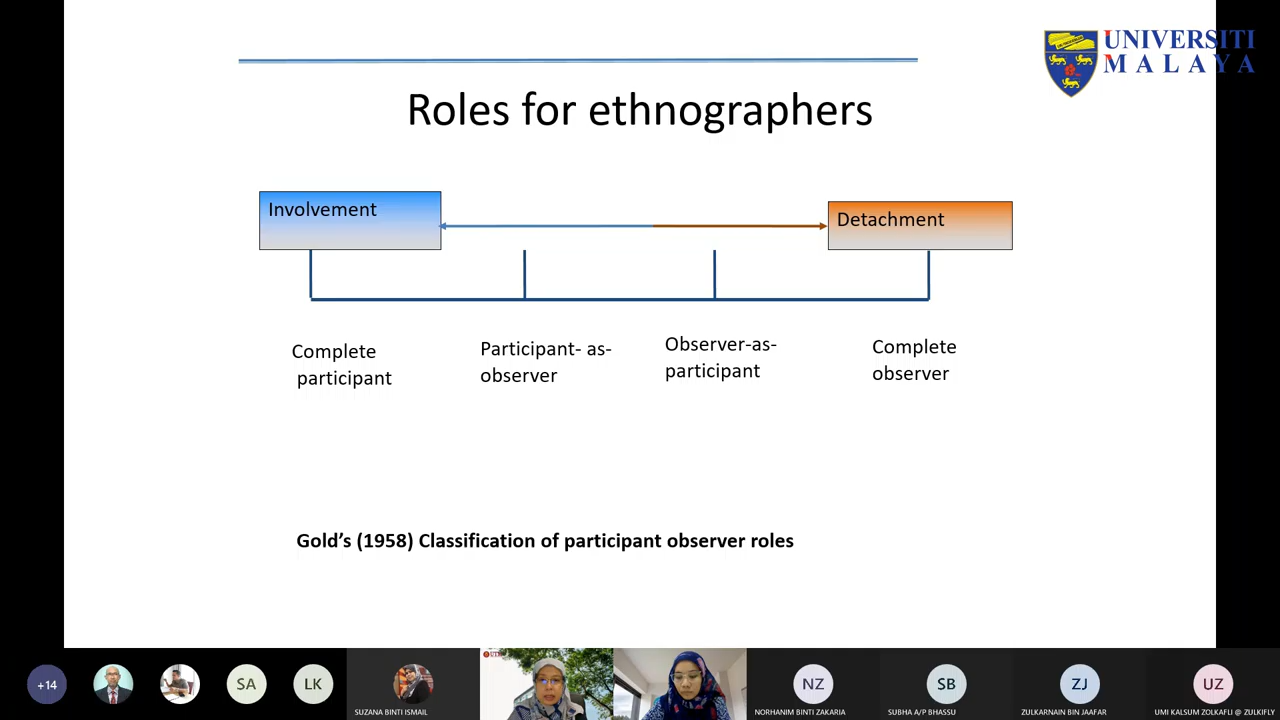 UNIVERSITI
MALAYA
Roles for ethnographers
Involvement
Detachment
Complete
participant
Participant- as-
observer
Observer-as-
participant
Complete
observer
Gold’s (1958) Classification of participant observer roles
+14
SA
LK
SUZANA BINTI ISMAIL
NZ
NORHANIM BINTI ZAKARIA
SB
SUBHA A/P BHASSU
ZJ
ZULKARNAIN BIN JAAFAR
UZ
UMI KALSUM ZOLKAFLI @ ZULKIFLY